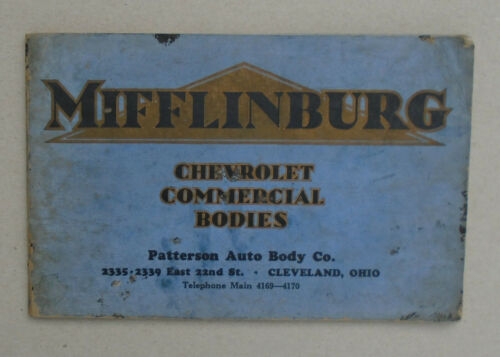 MIFFLINBURG
CHEVROLET
COMMERCIAL
BODIES
Patterson Auto Body Co.
2335-2339 East 22nd St. • CLEVELAND, OHIO
Telephone Main 4169—4170